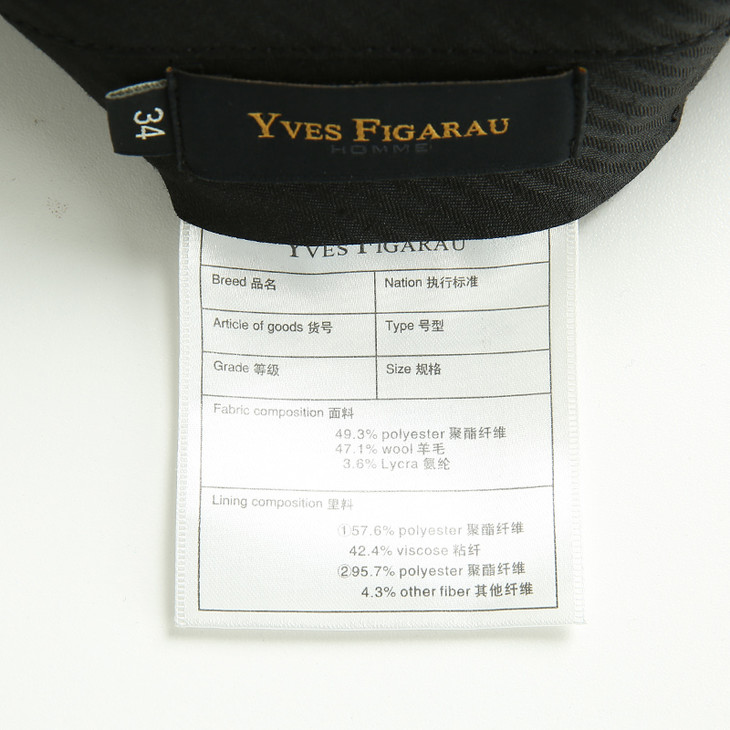 34
YVES FIGARAU
HOMME
YVES FIGARAU
Breed 品名
Nation 执行标准
Article of goods 货号
Type 号型
Grade 等级
Size 规格
Fabric composition 面料
49.3% polyester 聚酯纤维
47.1% wool 羊毛
3.6% Lycra 氨纶
Lining composition 里料
①57.6% polyester 聚酯纤维
42.4% viscose 粘纤
②95.7% polyester 聚酯纤维
4.3% other fiber 其他纤维